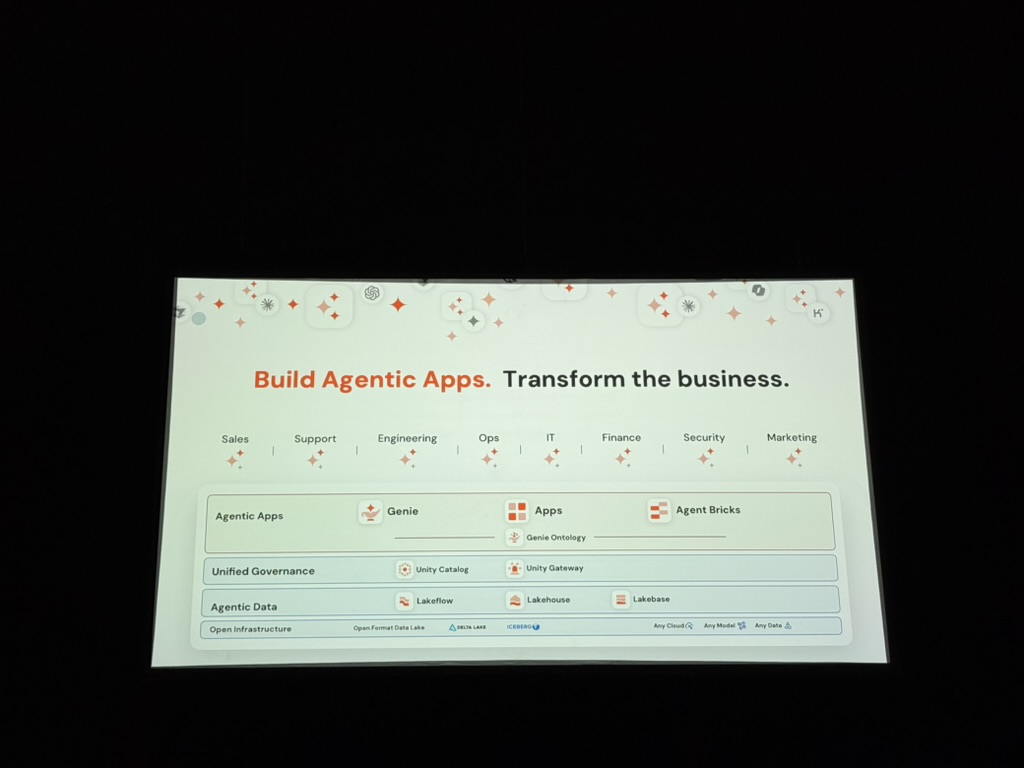 Build Agentic Apps. Transform the business.
Sales | Support | Engineering | Ops | IT | Finance | Security | Marketing
Agentic Apps Genie Apps Agent Bricks
Genie Ontology
Unified Governance Unity Catalog Unity Gateway
Agentic Data Lakeflow Lakehouse Lakebase
Open Infrastructure Open Format Data Lake DELTA LAKE ICEBERG Any Cloud Any Model Any Data